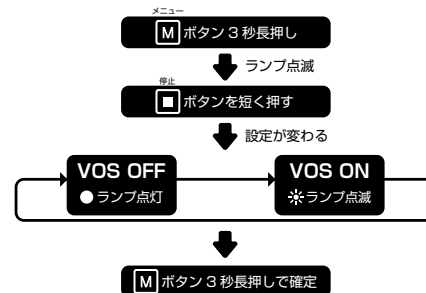 メニュー
M ボタン3秒長押し
ランプ点滅
停止
ボタンを短く押す
設定が変わる
VOS OFF
ランプ点灯
VOS ON
ランプ点滅
M ボタン3秒長押しで確定